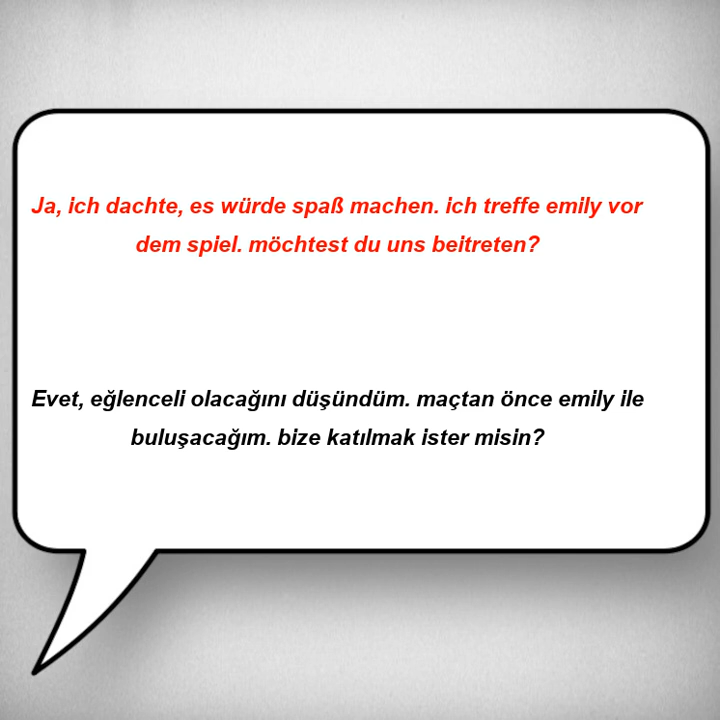 Ja, ich dachte, es würde spaß machen. ich treffe emily vor
dem spiel. möchtest du uns beitreten?
Evet, eğlenceli olacağını düşündüm. maçtan önce emily ile
buluşacağım. bize katılmak ister misin?